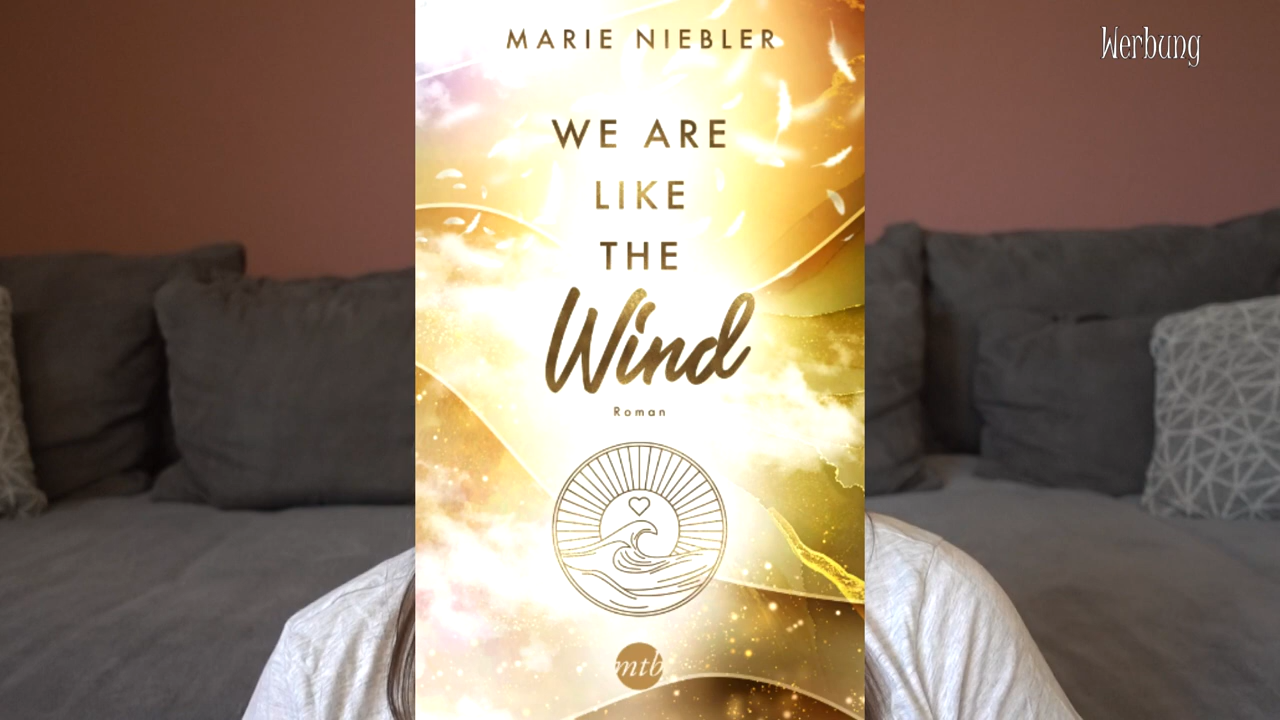 MARIE NIEBLER
Werbung
WE ARE
LIKE
THE
Wind
Roman
mtb